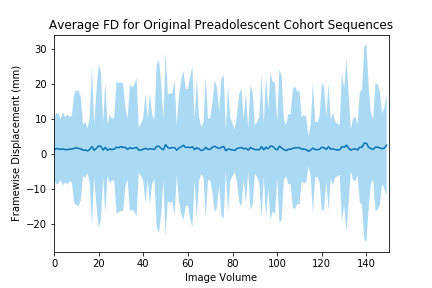 Average FD for Original Preadolescent Cohort Sequences
Framewise Displacement (mm)
30
20
10
0
−10
−20
0 20 40 60 80 100 120 140
Image Volume